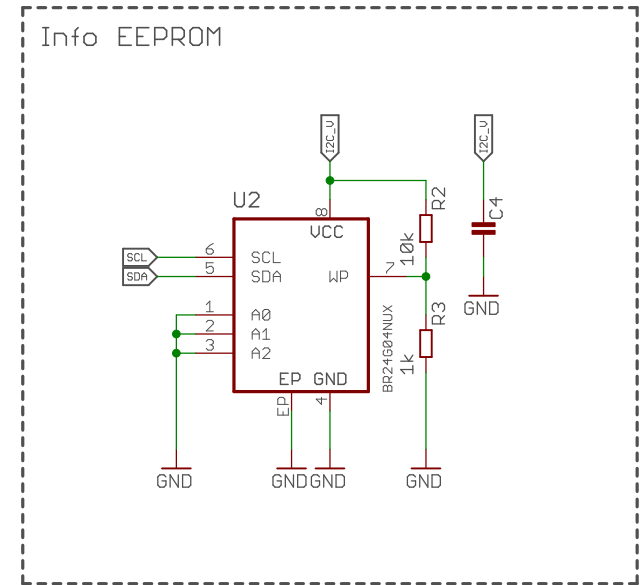 Info EEPROM
I2C_V
I2C_V
U2
8
VCC
R2
10k
C4
GND
SCL
6
SCL
SDA
5
SDA
WP
7
1
A0
2
A1
3
A2
R3
1k
BR24G04NUX
EP
GND
EP
4
GND
GND
GND
GND